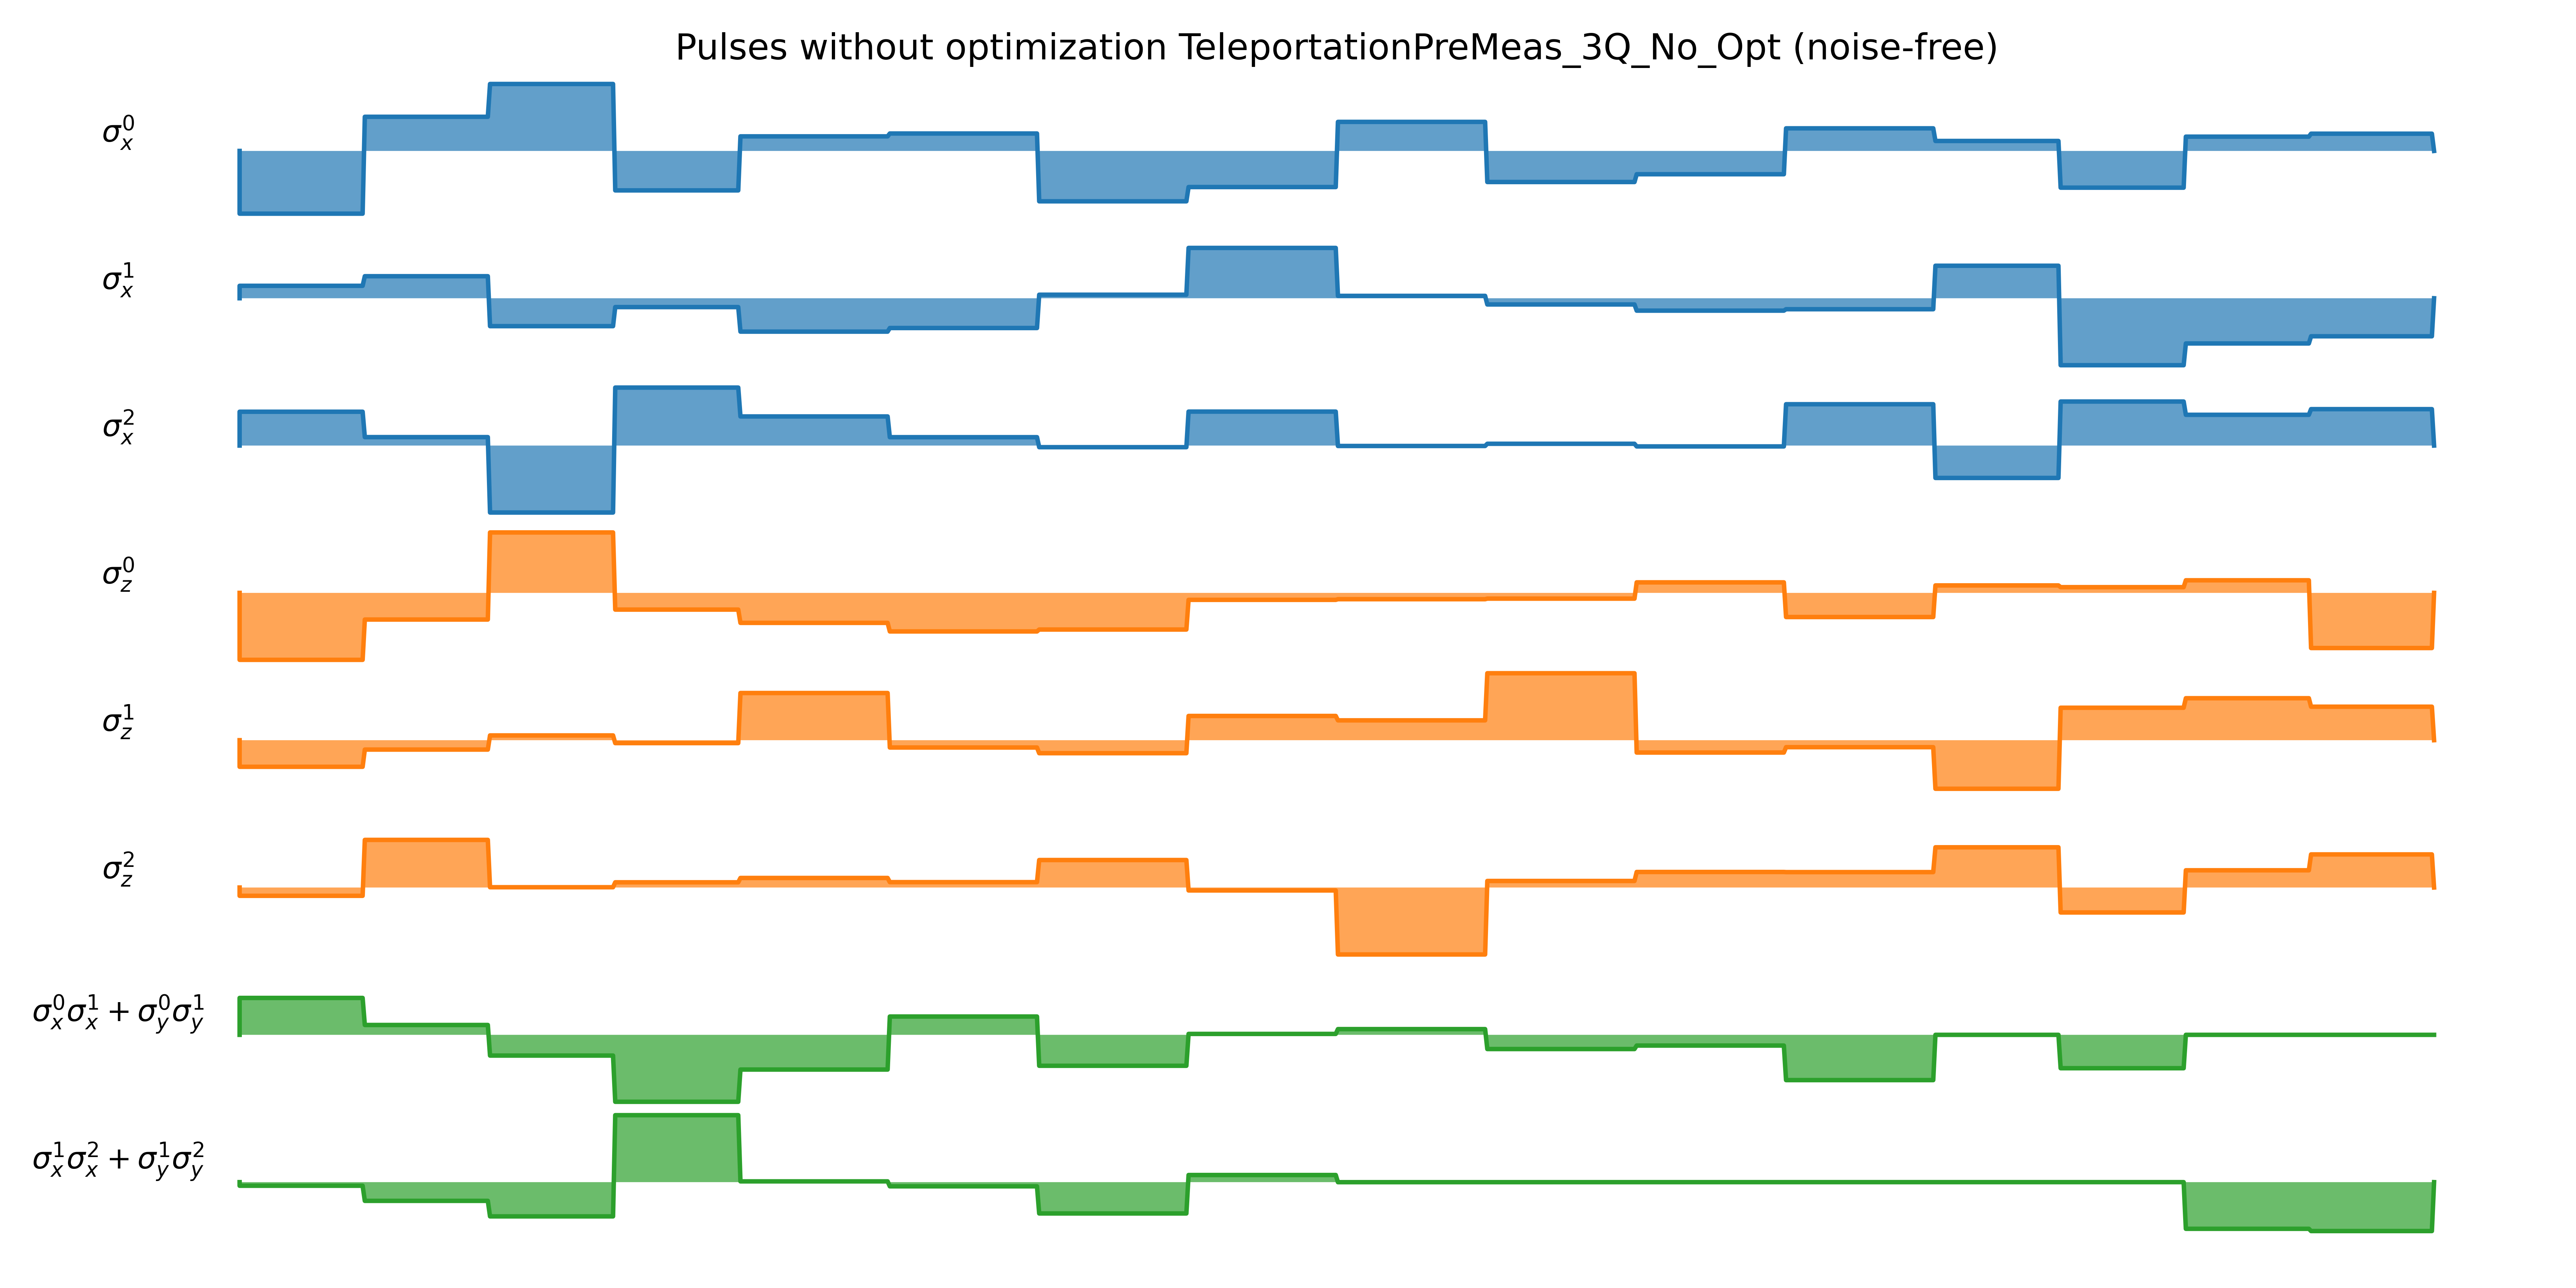 Pulses without optimization TeleportationPreMeas_3Q_No_Opt (noise-free)
σ_x^0
σ_x^1
σ_x^2
σ_z^0
σ_z^1
σ_z^2
σ_x^0σ_x^1 + σ_y^0σ_y^1
σ_x^1σ_x^2 + σ_y^1σ_y^2